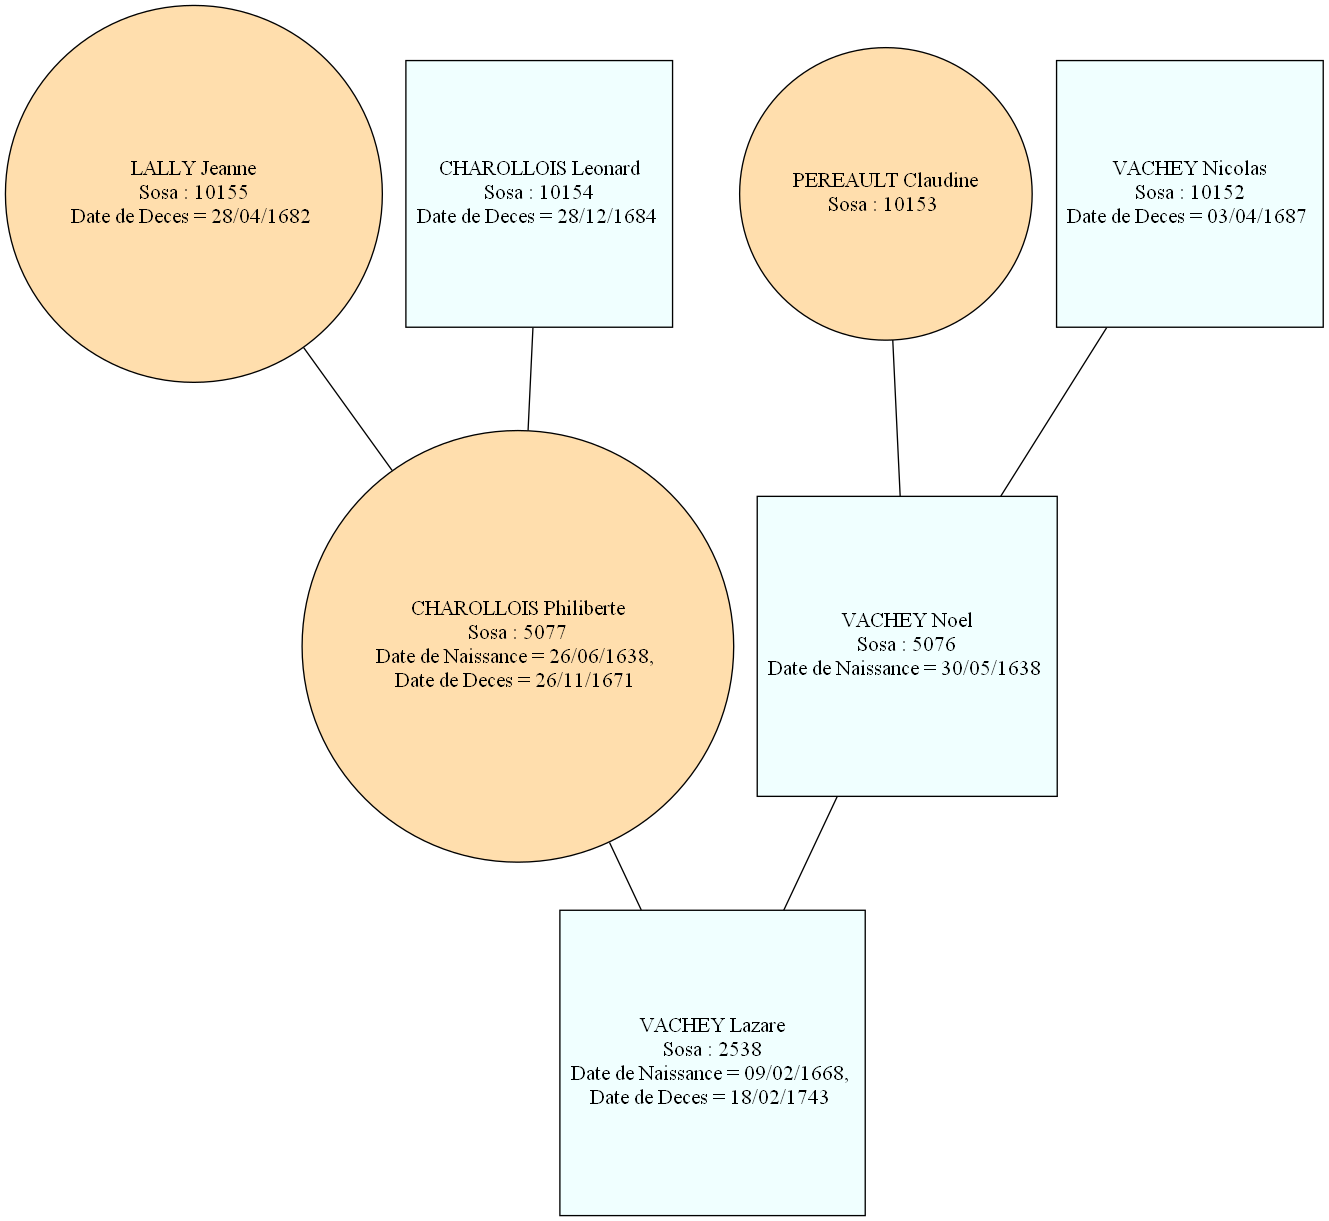 LALLY Jeanne
Sosa : 10155
Date de Deces = 28/04/1682
CHAROLLOIS Leonard
Sosa : 10154
Date de Deces = 28/12/1684
PEREAULT Claudine
Sosa : 10153
VACHEY Nicolas
Sosa : 10152
Date de Deces = 03/04/1687
CHAROLLOIS Philiberte
Sosa : 5077
Date de Naissance = 26/06/1638,
Date de Deces = 26/11/1671
VACHEY Noel
Sosa : 5076
Date de Naissance = 30/05/1638
VACHEY Lazare
Sosa : 2538
Date de Naissance = 09/02/1668,
Date de Deces = 18/02/1743